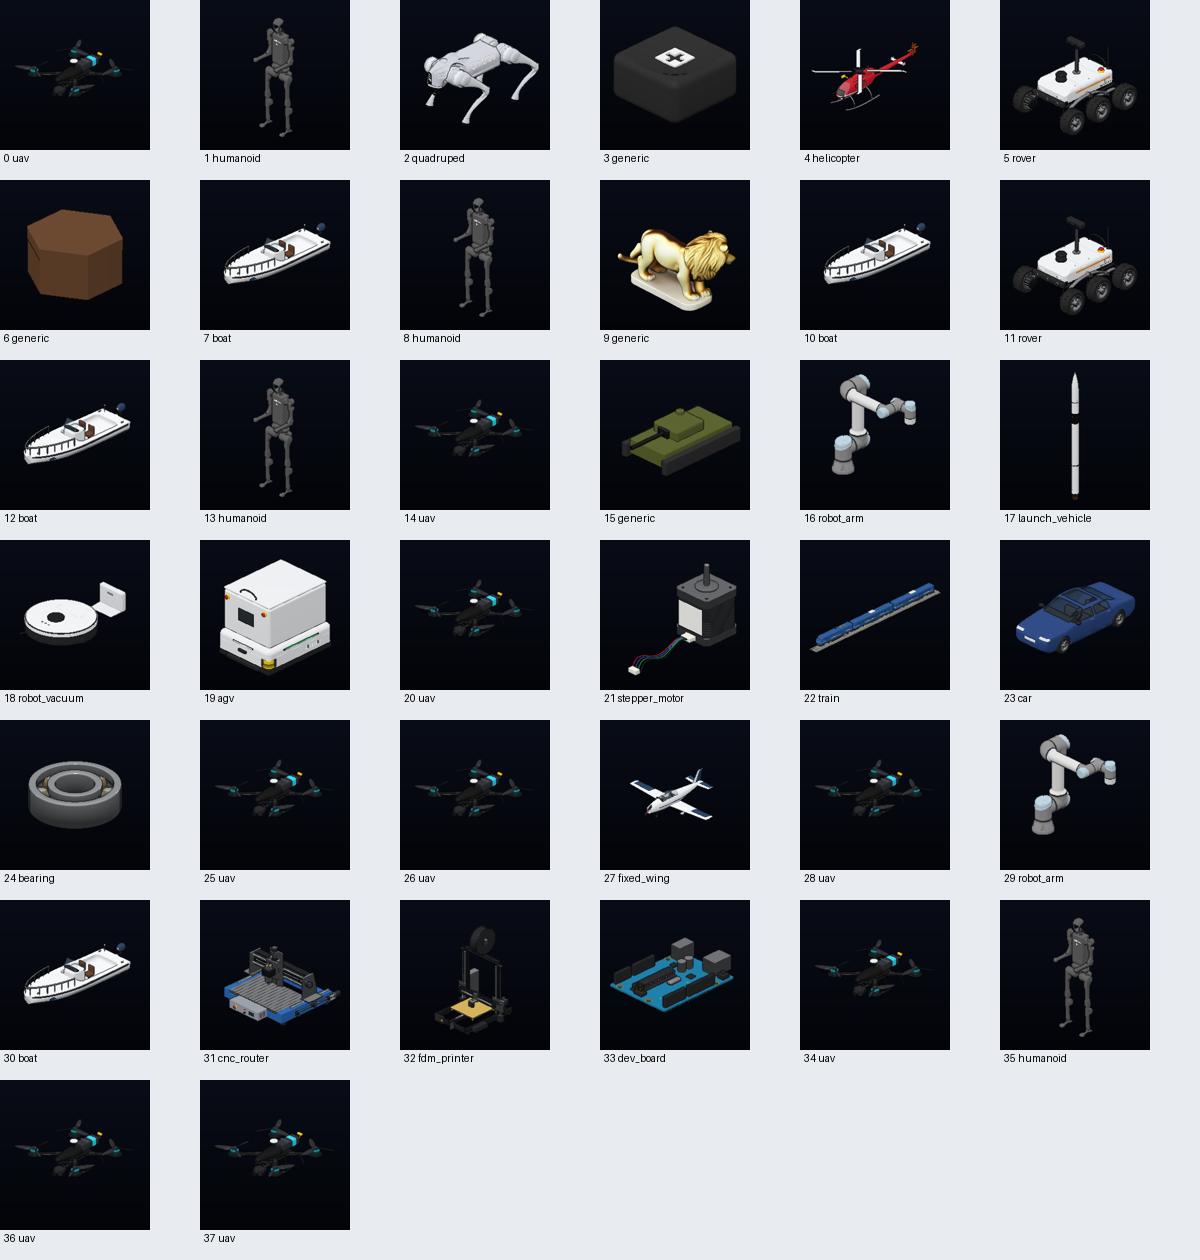 0 uav
1 humanoid
2 quadruped
3 generic
4 helicopter
5 rover
6 generic
7 boat
8 humanoid
9 generic
10 boat
11 rover
12 boat
13 humanoid
14 uav
15 generic
16 robot_arm
17 launch_vehicle
18 robot_vacuum
19 agv
20 uav
21 stepper_motor
22 train
23 car
24 bearing
25 uav
26 uav
27 fixed_wing
28 uav
29 robot_arm
30 boat
31 cnc_router
32 fdm_printer
33 dev_board
34 uav
35 humanoid
36 uav
37 uav